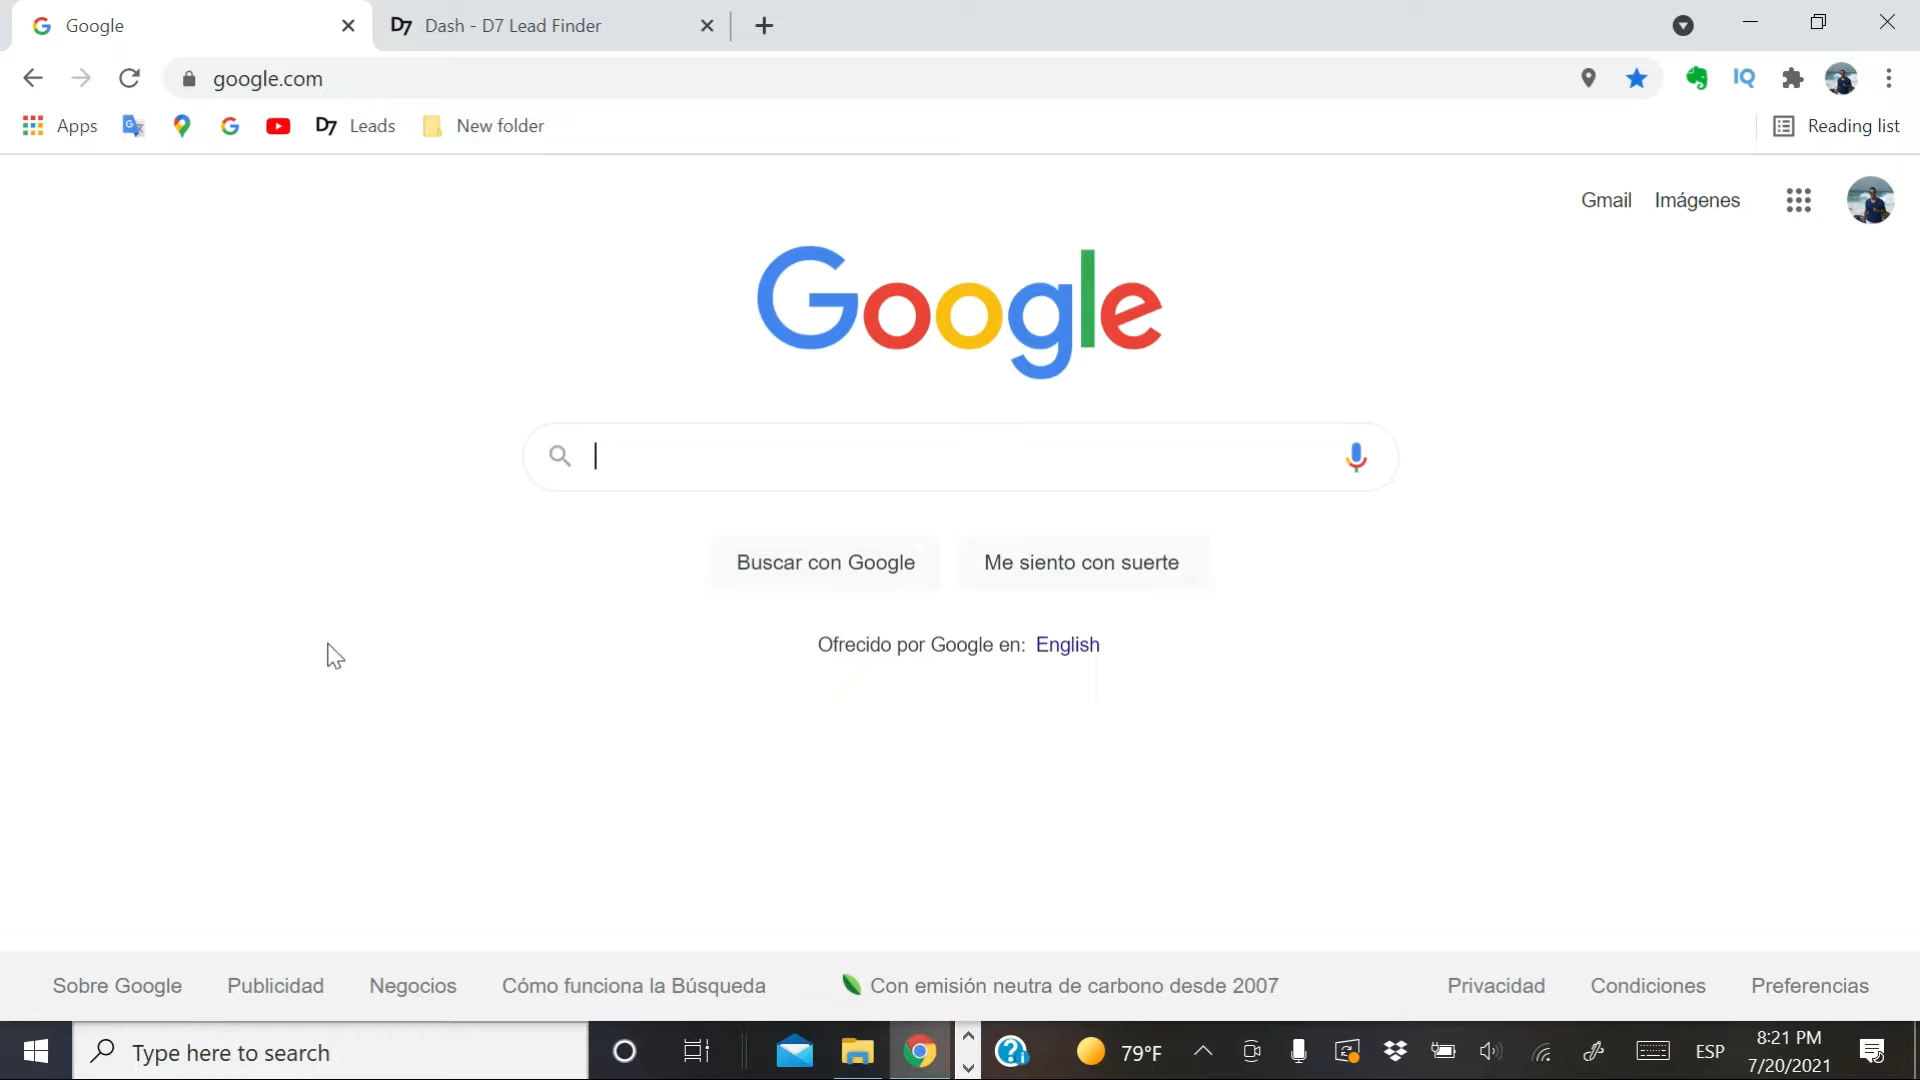 Google
D7 Dash - D7 Lead Finder
google.com
IQ
Apps
D7 Leads
New folder
Reading list
Gmail Imágenes
Google
Buscar con Google Me siento con suerte
Ofrecido por Google en: English
Sobre Google Publicidad Negocios Cómo funciona la Búsqueda Con emisión neutra de carbono desde 2007 Privacidad Condiciones Preferencias
Type here to search
79°F
ESP
8:21 PM
7/20/2021